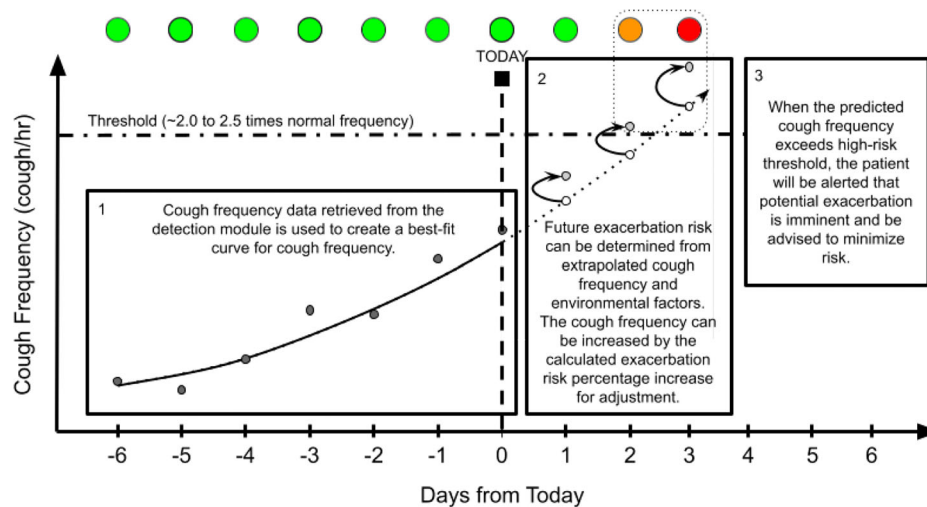 TODAY
Threshold (~2.0 to 2.5 times normal frequency)
1
Cough frequency data retrieved from the
detection module is used to create a best-fit
curve for cough frequency.
2
Future exacerbation risk
can be determined from
extrapolated cough
frequency and
environmental factors.
The cough frequency can
be increased by the
calculated exacerbation
risk percentage increase
for adjustment.
3
When the predicted
cough frequency
exceeds high-risk
threshold, the patient
will be alerted that
potential exacerbation
is imminent and be
advised to minimize
risk.
Cough Frequency (cough/hr)
-6 -5 -4 -3 -2 -1 0 1 2 3 4 5 6
Days from Today